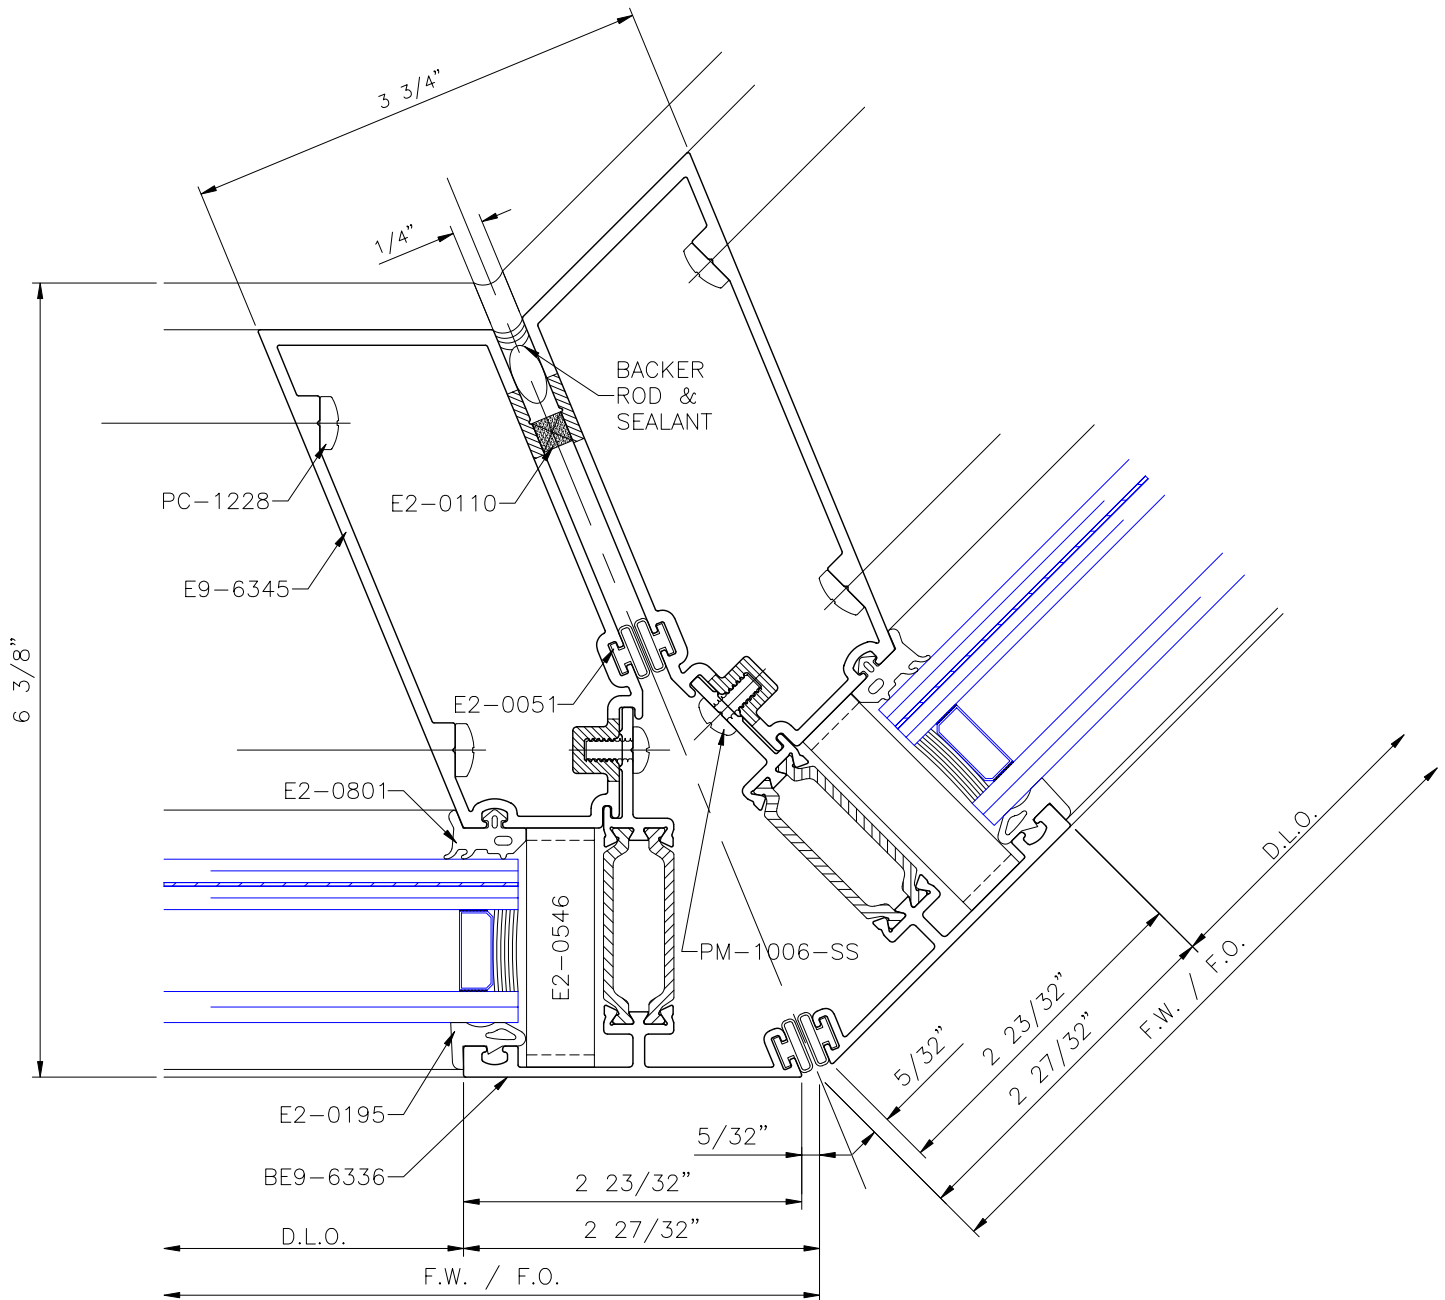 3 3/4”
1/4”
BACKER
ROD &
SEALANT
PC-1228
E2-0110
E9-6345
6 3/8”
E2-0051
E2-0801
E2-0546
PM-1006-SS
D.L.O.
F.W. / F.O.
2 23/32”
2 27/32”
5/32”
E2-0195
5/32”
BE9-6336
2 23/32”
D.L.O.
2 27/32”
F.W. / F.O.